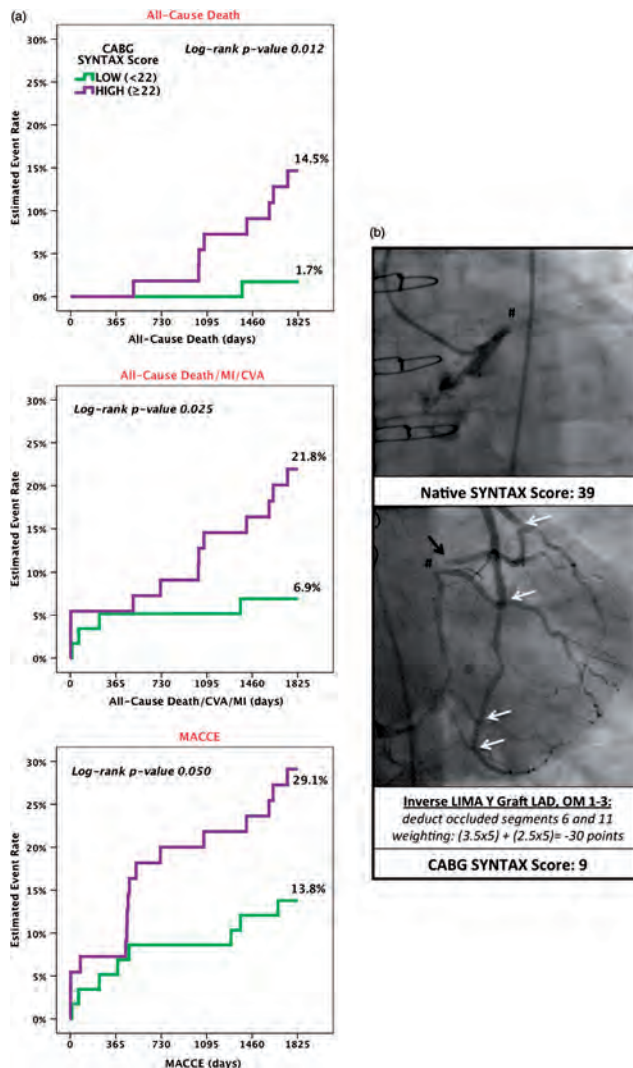 (a)
All-Cause Death
30%
25%
20%
15%
10%
5%
0%
Estimated Event Rate
CABG
SYNTAX Score
LOW (<22)
HIGH (≥22)
Log-rank p-value 0.012
14.5%
1.7%
0 365 730 1095 1460 1825
All-Cause Death (days)
All-Cause Death/MI/CVA
30%
25%
20%
15%
10%
5%
0%
Estimated Event Rate
Log-rank p-value 0.025
21.8%
6.9%
0 365 730 1095 1460 1825
All-Cause Death/CVA/MI (days)
MACCE
30%
25%
20%
15%
10%
5%
0%
Estimated Event Rate
Log-rank p-value 0.050
29.1%
13.8%
0 365 730 1095 1460 1825
MACCE (days)
(b)
#
Native SYNTAX Score: 39
#
Inverse LIMA Y Graft LAD, OM 1-3:
deduct occluded segments 6 and 11
weighting: (3.5x5) + (2.5x5)= -30 points
CABG SYNTAX Score: 9